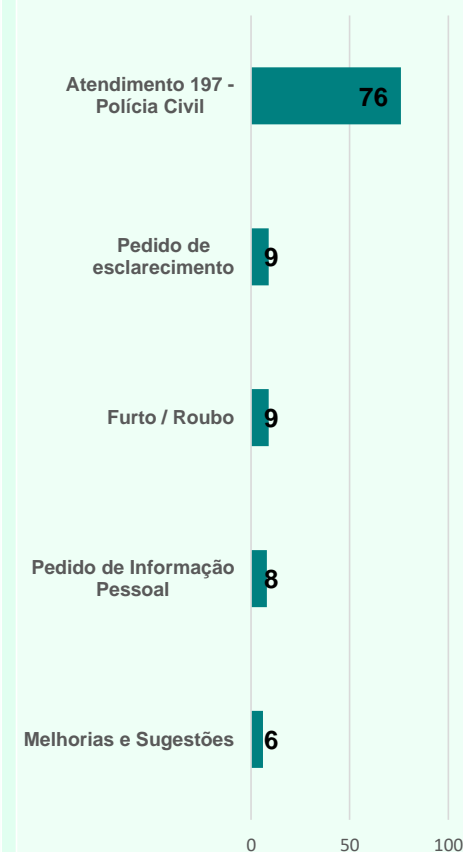 Atendimento 197 -
Polícia Civil
76
Pedido de
esclarecimento
9
Furto / Roubo
9
Pedido de Informação
Pessoal
8
Melhorias e Sugestões
6
0 50 100